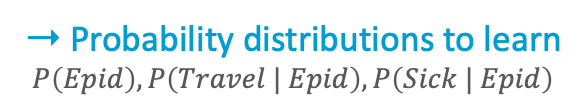 → Probability distributions to learn
P(Epid), P(Travel | Epid), P(Sick | Epid)